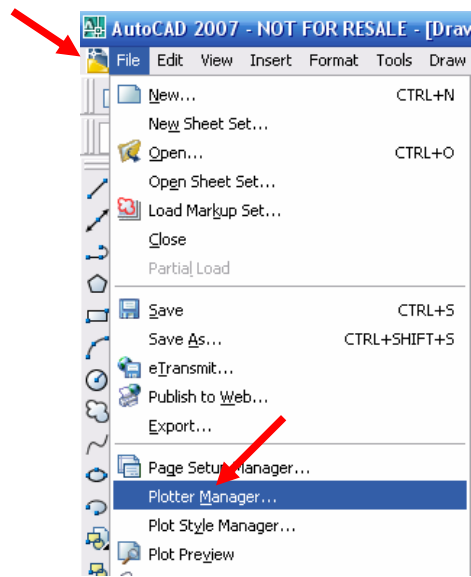 AutoCAD 2007 - NOT FOR RESALE - [Draw
File Edit View Insert Format Tools Draw
New... CTRL+N
New Sheet Set...
Open... CTRL+O
Open Sheet Set...
Load Markup Set...
Close
Partial Load
Save CTRL+S
Save As... CTRL+SHIFT+S
eTransmit...
Publish to Web...
Export...
Page Setup Manager...
Plotter Manager...
Plot Style Manager...
Plot Preview